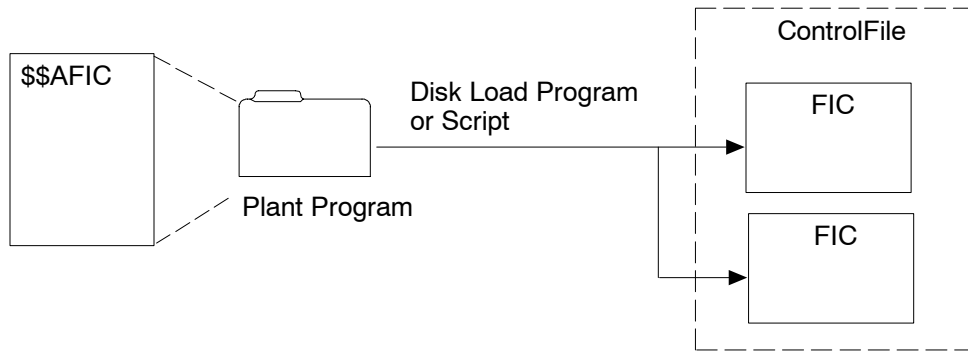 $$AFIC
Plant Program
Disk Load Program
or Script
ControlFile
FIC
FIC